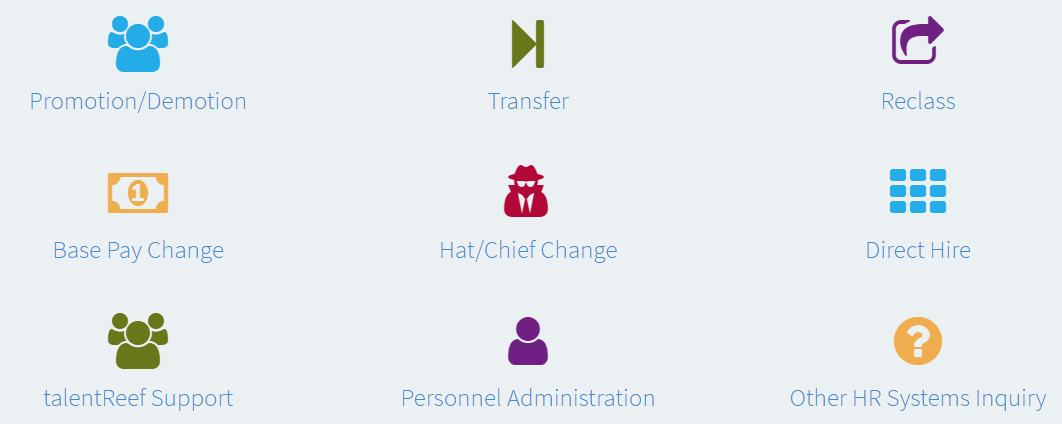 Promotion/Demotion
Transfer
Reclass
1
Base Pay Change
Hat/Chief Change
Direct Hire
?
talentReef Support
Personnel Administration
Other HR Systems Inquiry